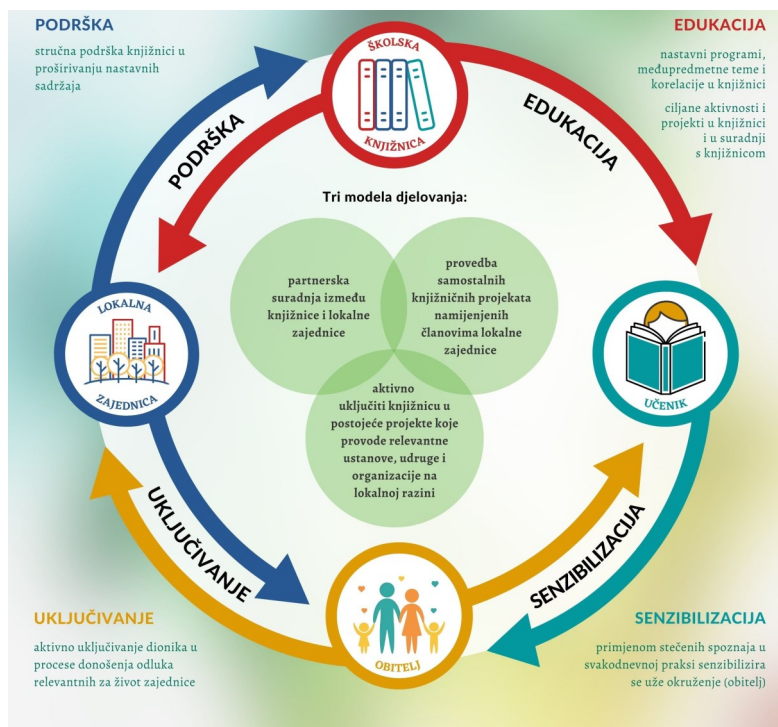 PODRŠKA
stručna podrška knjižnici u
proširivanju nastavnih
sadržaja
EDUKACIJA
nastavni programi,
međupredmetne teme i
korelacije u knjižnici
ciljane aktivnosti i
projekti u knjižnici
i u suradnji
s knjižnicom
ŠKOLSKA
KNJIŽNICA
PODRŠKA
EDUKACIJA
Tri modela djelovanja:
partnerska
suradnja između
knjižnice i lokalne
zajednice
provedba
samostalnih
knjižničnih projekata
namijenjenih
članovima lokalne
zajednice
aktivno
uključiti knjižnicu u
postojeće projekte koje
provode relevantne
ustanove, udruge i
organizacije na
lokalnoj razini
LOKALNA
ZAJEDNICA
UČENIK
UKLJUČIVANJE
SENZIBILIZACIJA
OBITELJ
UKLJUČIVANJE
aktivno uključivanje dionika u
procese donošenja odluka
relevantnih za život zajednice
SENZIBILIZACIJA
primjenom stečenih spoznaja u
svakodnevnoj praksi senzibilizira
se uže okruženje (obitelj)